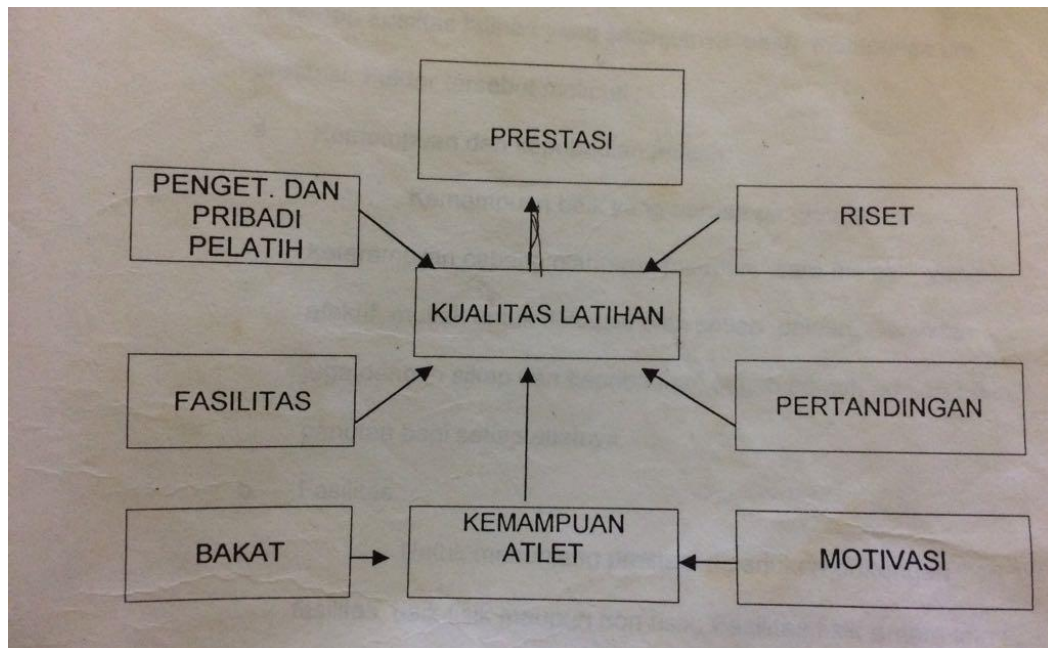 PRESTASI
PENGET. DAN
PRIBADI
PELATIH
RISET
KUALITAS LATIHAN
FASILITAS
PERTANDINGAN
BAKAT
KEMAMPUAN
ATLET
MOTIVASI